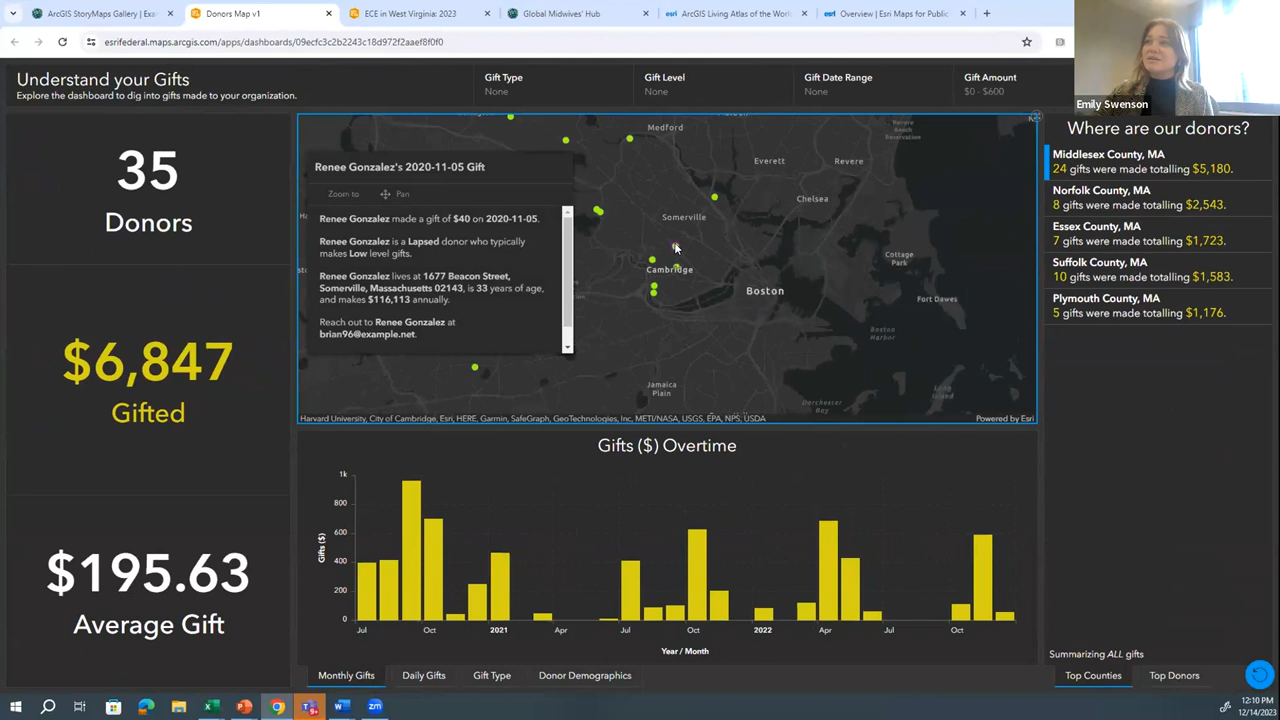 ArcGIS StoryMaps Gallery | Exa
Donors Map v1
ECE in West Virginia: 2023
Global Midwives' Hub
ArcGIS Living Atlas of the Worl
Overview | Esri Maps for Public
esrifederal.maps.arcgis.com/apps/dashboards/09ecfc3c2b2243c18d972f2aaef8f0f0
Understand your Gifts
Explore the dashboard to dig into gifts made to your organization.
Gift Type
None
Gift Level
None
Gift Date Range
None
Gift Amount
$0 - $600
Emily Swenson
35
Donors
$6,847
Gifted
$195.63
Average Gift
Medford
Everett
Revere
Chelsea
Somerville
Cambridge
Boston
Cottage
Park
Fort Dawes
Boston
Harbor
Jamaica
Plain
Dorchester
Bay
Long
Island
Renee Gonzalez's 2020-11-05 Gift
Zoom to
Pan
Renee Gonzalez made a gift of $40 on 2020-11-05.
Renee Gonzalez is a Lapsed donor who typically
makes Low level gifts.
Renee Gonzalez lives at 1677 Beacon Street,
Somerville, Massachusetts 02143, is 33 years of age,
and makes $116,113 annually.
Reach out to Renee Gonzalez at
brian96@example.net.
Harvard University, City of Cambridge, Esri, HERE, Garmin, SafeGraph, GeoTechnologies, Inc, METI/NASA, USGS, EPA, NPS, USDA
Powered by Esri
Gifts ($) Overtime
Gifts ($)
1k
800
600
400
200
0
Jul
Oct
2021
Apr
Jul
Oct
2022
Apr
Jul
Oct
Year / Month
Monthly Gifts
Daily Gifts
Gift Type
Donor Demographics
Where are our donors?
Middlesex County, MA
24 gifts were made totalling $5,180.
Norfolk County, MA
8 gifts were made totalling $2,543.
Essex County, MA
7 gifts were made totalling $1,723.
Suffolk County, MA
10 gifts were made totalling $1,583.
Plymouth County, MA
5 gifts were made totalling $1,176.
Summarizing ALL gifts
Top Counties
Top Donors
12:10 PM
12/14/2023